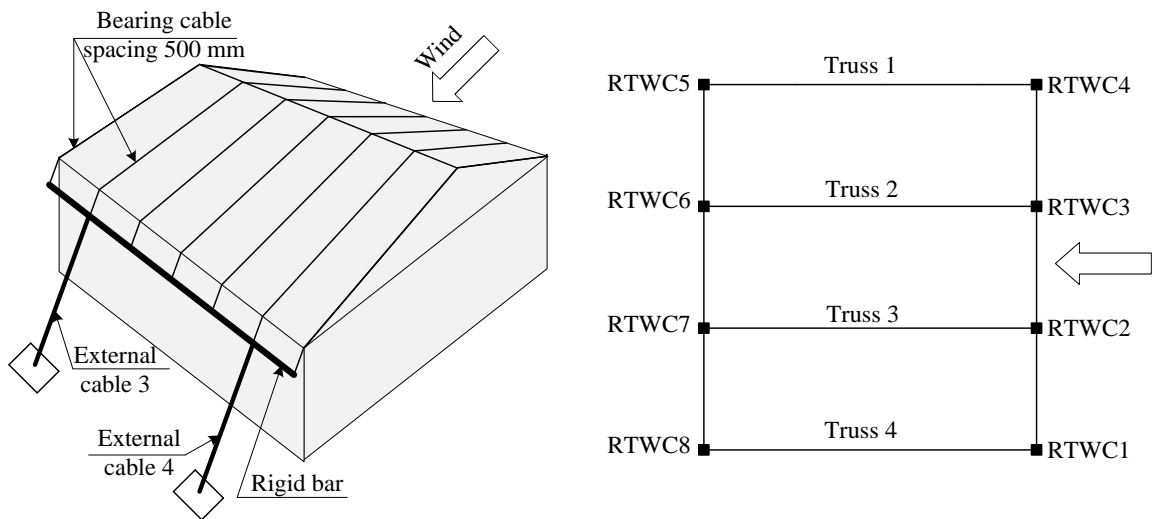 Bearing cable
spacing 500 mm
Wind
External
cable 3
External
cable 4
Rigid bar
RTWC5
Truss 1
RTWC4
RTWC6
Truss 2
RTWC3
RTWC7
Truss 3
RTWC2
RTWC8
Truss 4
RTWC1